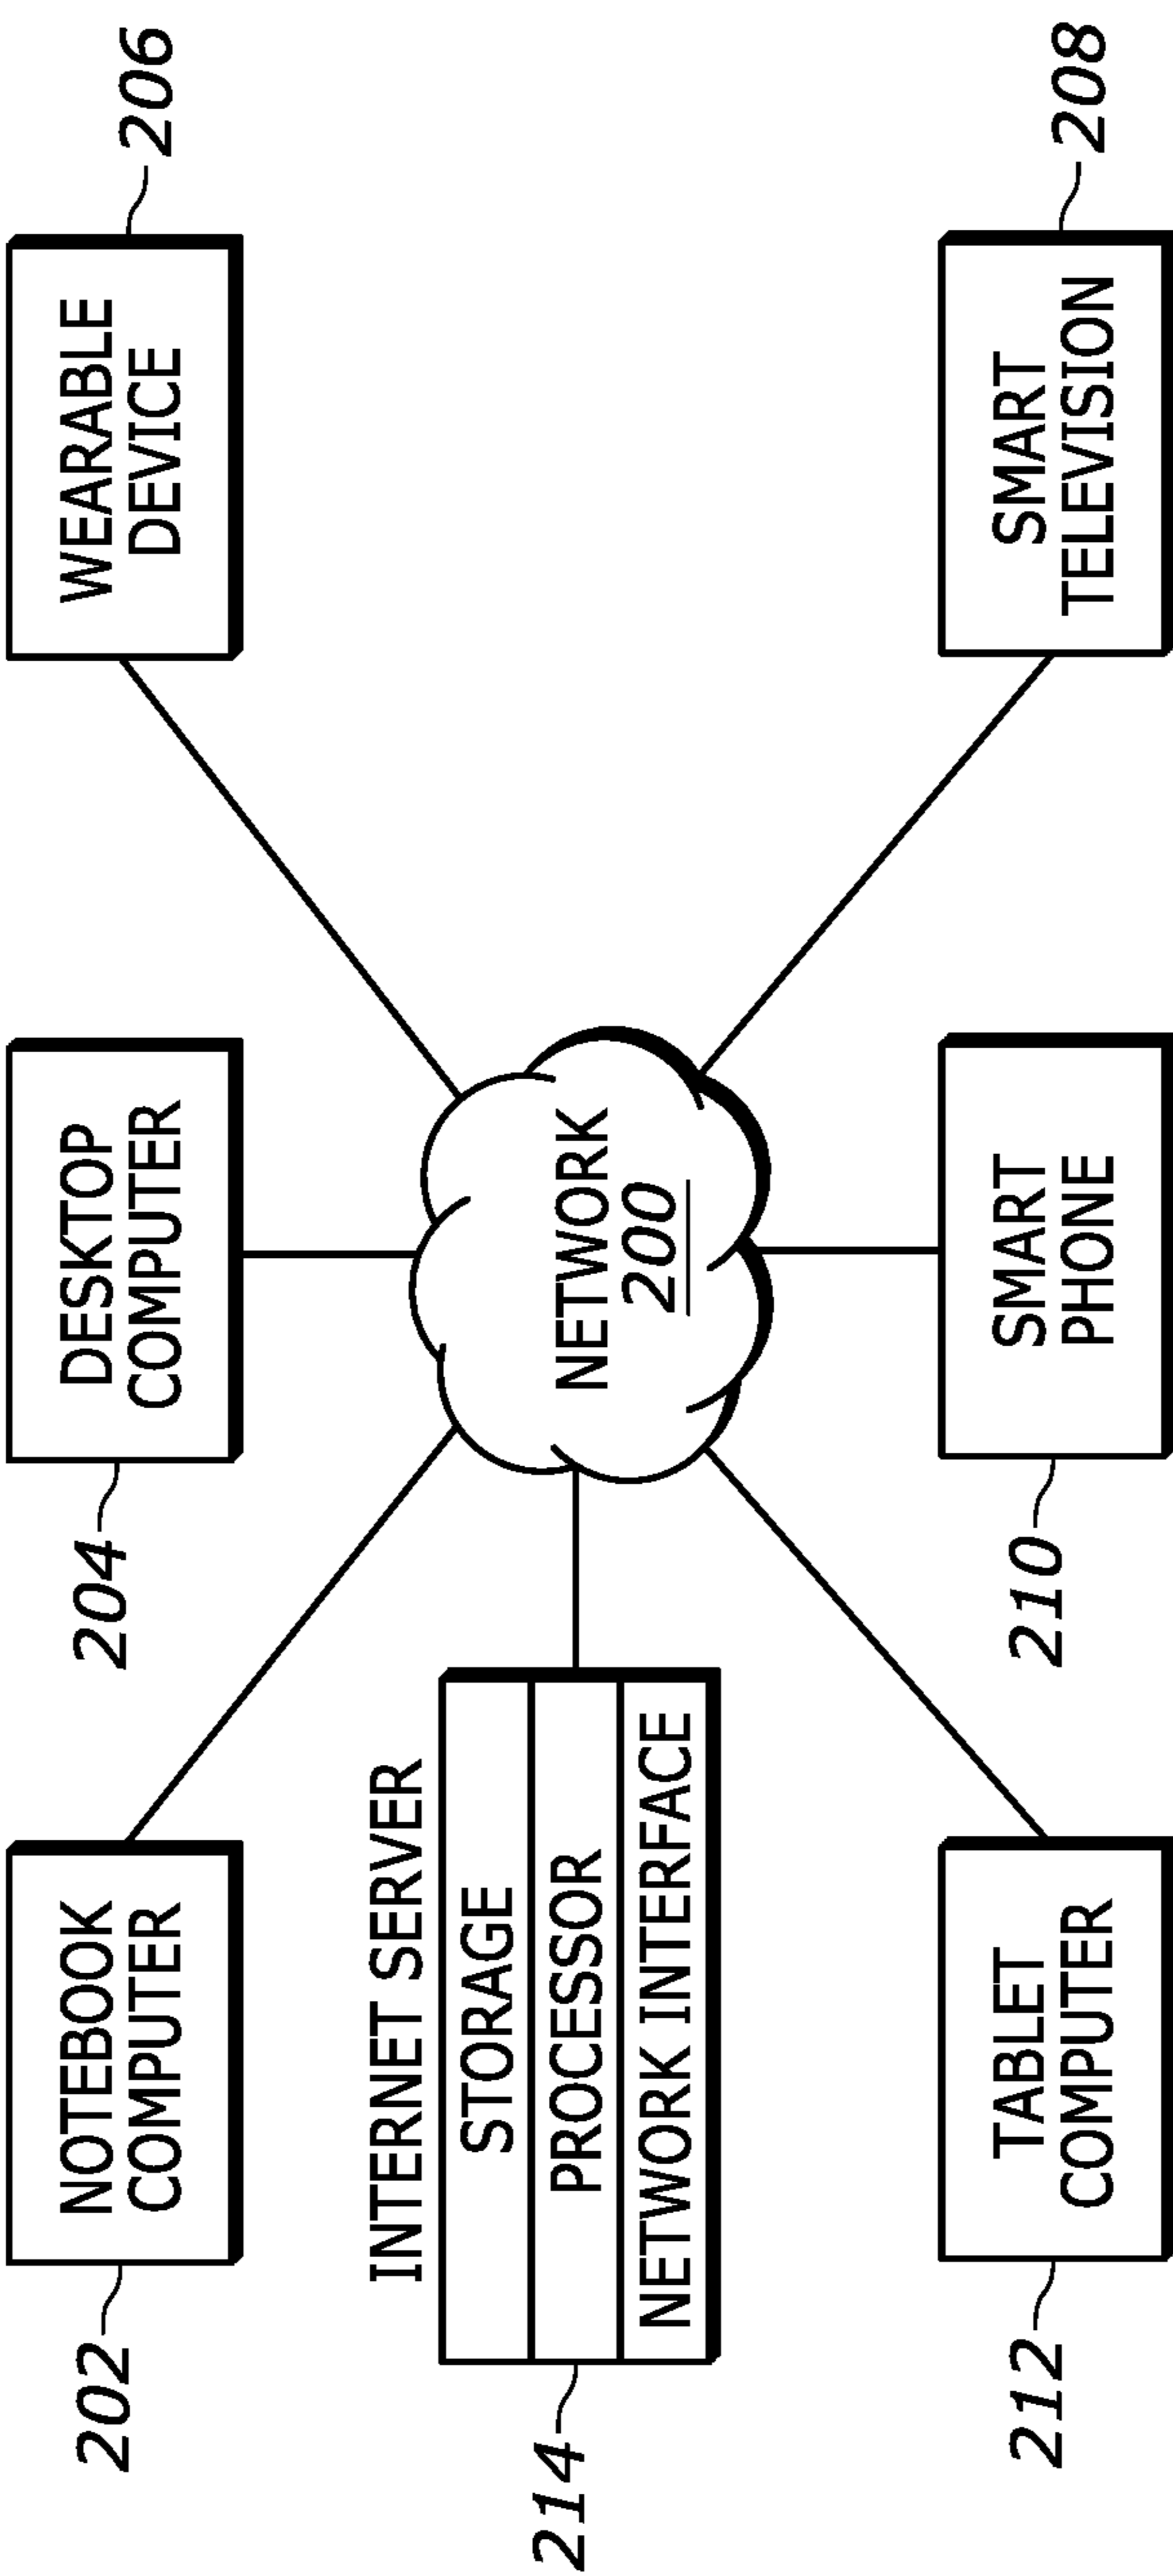 202
NOTEBOOK
COMPUTER
204
DESKTOP
COMPUTER
WEARABLE
DEVICE
206
INTERNET SERVER
214
STORAGE
PROCESSOR
NETWORK INTERFACE
NETWORK
200
212
TABLET
COMPUTER
210
SMART
PHONE
SMART
TELEVISION
208